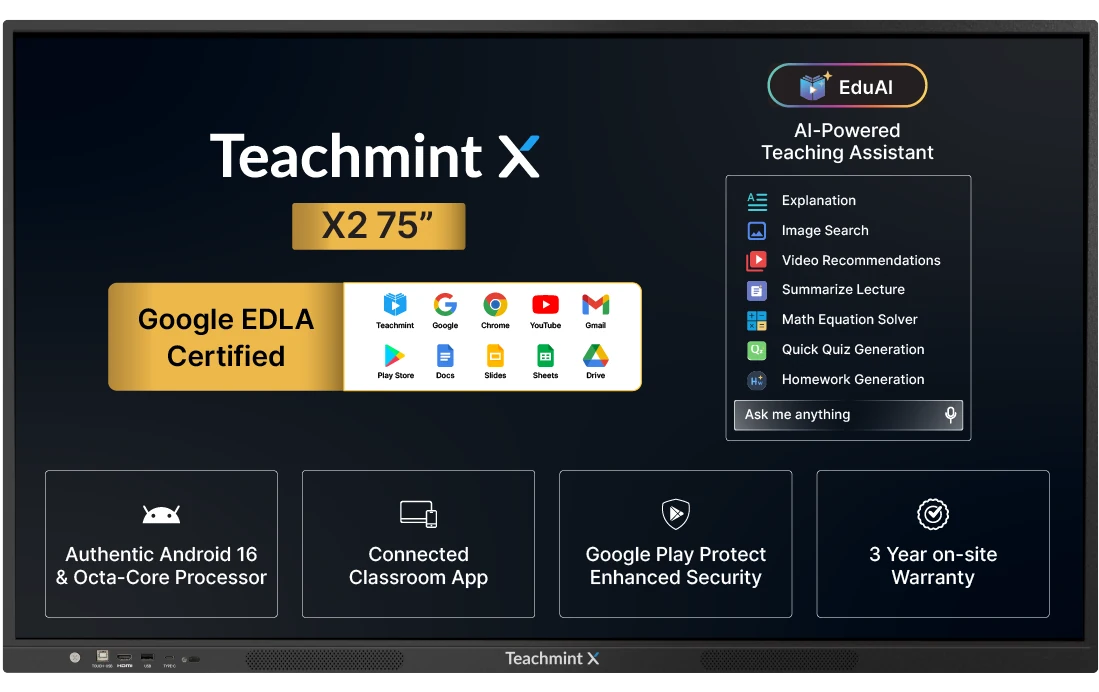 EduAI
AI-Powered
Teaching Assistant
Teachmint X
X2 75”
Google EDLA
Certified
Teachmint
Google
Chrome
YouTube
Gmail
Play Store
Docs
Slides
Sheets
Drive
Explanation
Image Search
Video Recommendations
Summarize Lecture
Math Equation Solver
Quick Quiz Generation
Homework Generation
Ask me anything
Authentic Android 16
& Octa-Core Processor
Connected
Classroom App
Google Play Protect
Enhanced Security
3 Year on-site
Warranty
TOUCH-USB
HDMI
USB
TYPE-C
Teachmint X